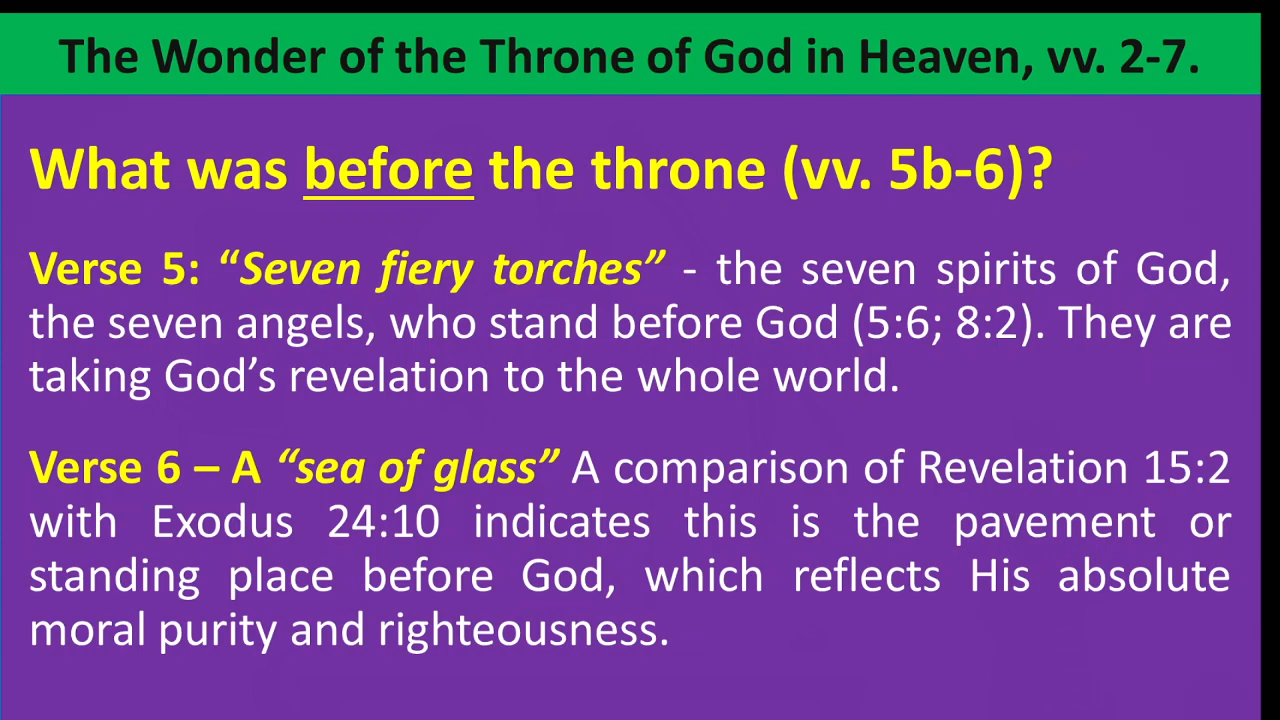 The Wonder of the Throne of God in Heaven, vv. 2-7.
What was before the throne (vv. 5b-6)?
Verse 5: “Seven fiery torches” - the seven spirits of God,
the seven angels, who stand before God (5:6; 8:2). They are
taking God’s revelation to the whole world.
Verse 6 – A “sea of glass” A comparison of Revelation 15:2
with Exodus 24:10 indicates this is the pavement or
standing place before God, which reflects His absolute
moral purity and righteousness.